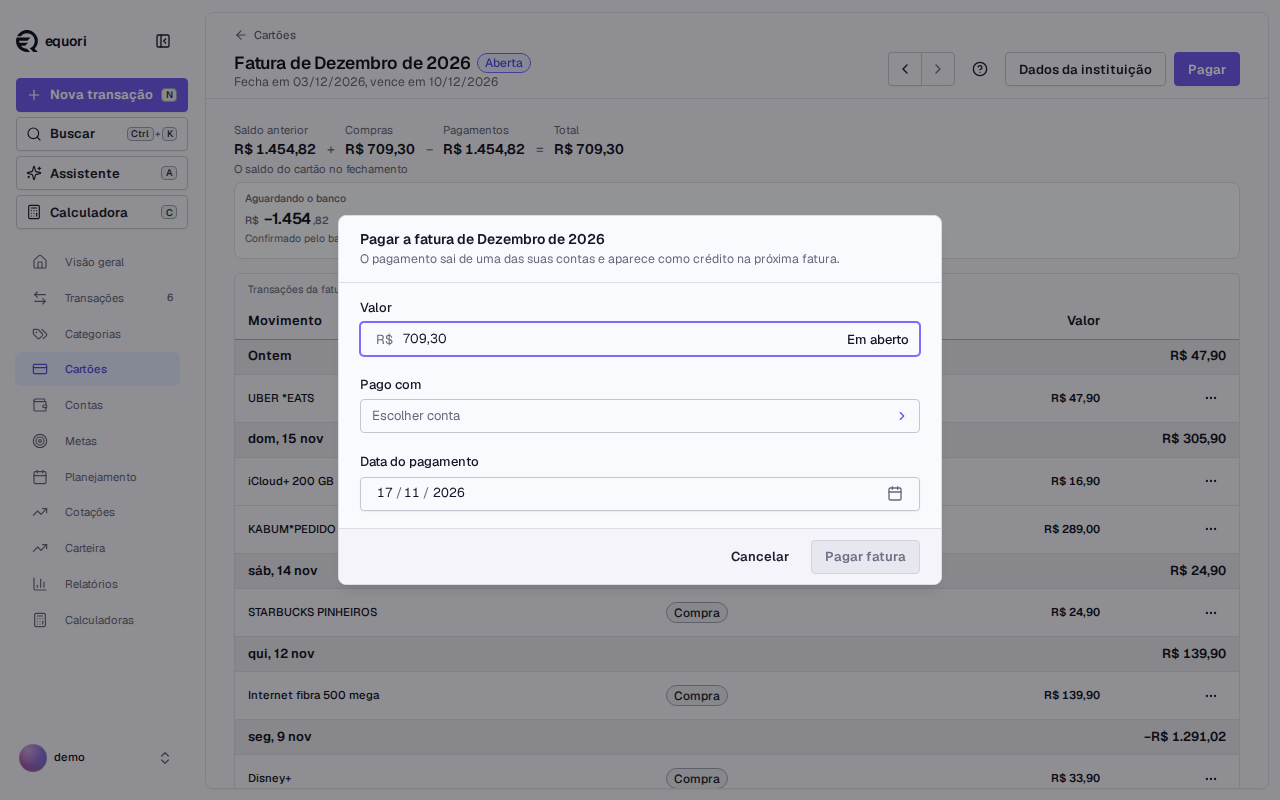 equori
Nova transação N
Buscar Ctrl + K
Assistente A
Calculadora C
Visão geral
Transações 6
Categorias
Cartões
Contas
Metas
Planejamento
Cotações
Carteira
Relatórios
Calculadoras
demo
Cartões
Fatura de Dezembro de 2026 Aberta
Fecha em 03/12/2026, vence em 10/12/2026
Dados da instituição
Pagar
Saldo anterior Compras Pagamentos Total
R$ 1.454,82 + R$ 709,30 − R$ 1.454,82 = R$ 709,30
O saldo do cartão no fechamento
Aguardando o banco
R$ −1.454,82
Confirmado pelo
Transações da
Movimento Valor
Ontem R$ 47,90
UBER *EATS R$ 47,90
dom, 15 nov R$ 305,90
iCloud+ 200 GB R$ 16,90
KABUM*PEDIDO R$ 289,00
sáb, 14 nov R$ 24,90
STARBUCKS PINHEIROS Compra R$ 24,90
qui, 12 nov R$ 139,90
Internet fibra 500 mega Compra R$ 139,90
seg, 9 nov −R$ 1.291,02
Disney+ Compra R$ 33,90
Pagar a fatura de Dezembro de 2026
O pagamento sai de uma das suas contas e aparece como crédito na próxima fatura.
Valor
R$ 709,30 Em aberto
Pago com
Escolher conta
Data do pagamento
17 / 11 / 2026
Cancelar
Pagar fatura